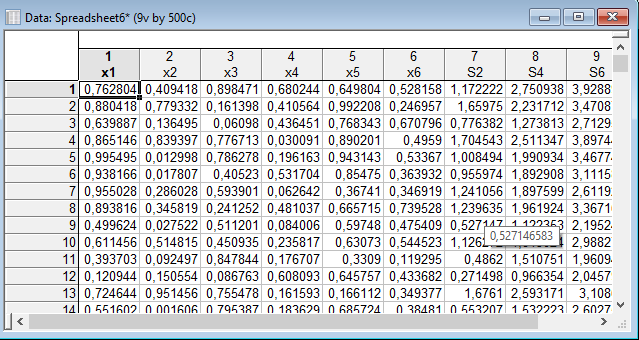 Data: Spreadsheet6* (9v by 500c)
1 2 3 4 5 6 7 8 9
x1 x2 x3 x4 x5 x6 S2 S4 S6
1 0,762804 0,409418 0,898471 0,680244 0,649804 0,528158 1,172222 2,750938 3,9288
2 0,880418 0,779332 0,161398 0,410564 0,992208 0,246957 1,65975 2,231712 3,4708
3 0,639887 0,136495 0,06098 0,436451 0,768343 0,670796 0,776382 1,273813 2,7129
4 0,865146 0,839397 0,776713 0,030091 0,890201 0,4959 1,704543 2,511347 3,8974
5 0,995495 0,012998 0,786278 0,196163 0,943143 0,53367 1,008494 1,990934 3,4677
6 0,938166 0,017807 0,40523 0,531704 0,85475 0,363932 0,955974 1,892908 3,1115
7 0,955028 0,286028 0,593901 0,062642 0,36741 0,346919 1,241056 1,897599 2,6119
8 0,893816 0,345819 0,241252 0,481037 0,665715 0,739528 1,239635 1,961924 3,3671
9 0,499624 0,027522 0,511201 0,084006 0,59748 0,475409 0,527147 1,122363 2,1952
10 0,611456 0,514815 0,450935 0,235817 0,63073 0,544523 1,1262 2,9882
0,527146583
11 0,393703 0,092497 0,847844 0,176707 0,3309 0,119295 0,4862 1,510751 1,9609
12 0,120944 0,150554 0,086763 0,608093 0,645757 0,433682 0,271498 0,966354 2,0457
13 0,724644 0,951456 0,755478 0,161593 0,166112 0,349377 1,6761 2,593171 3,108
14 0,551602 0,001606 0,795387 0,183629 0,685724 0,38481 0,553207 1,532223 2,6027